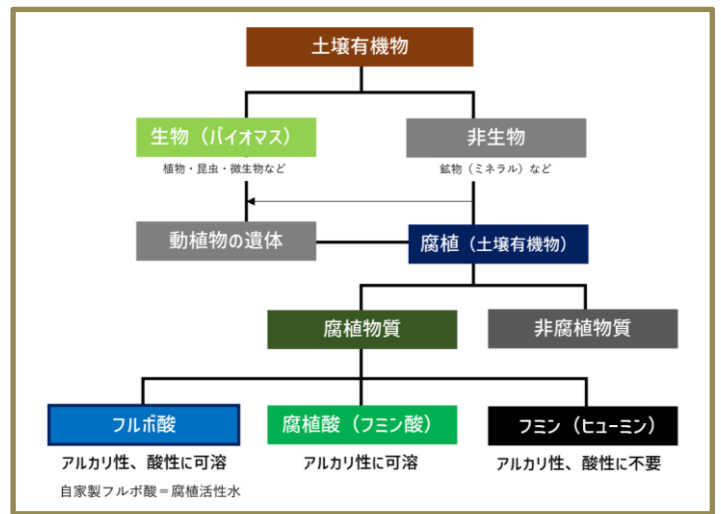 土壌有機物
生物（バイオマス）
非生物
植物・昆虫・微生物など
鉱物（ミネラル）など
動植物の遺体
腐植（土壌有機物）
腐植物質
非腐植物質
フルボ酸
腐植酸（フミン酸）
フミン（ヒューミン）
アルカリ性、酸性に可溶
アルカリ性に可溶
アルカリ性、酸性に不要
自家製フルボ酸＝腐植活性水